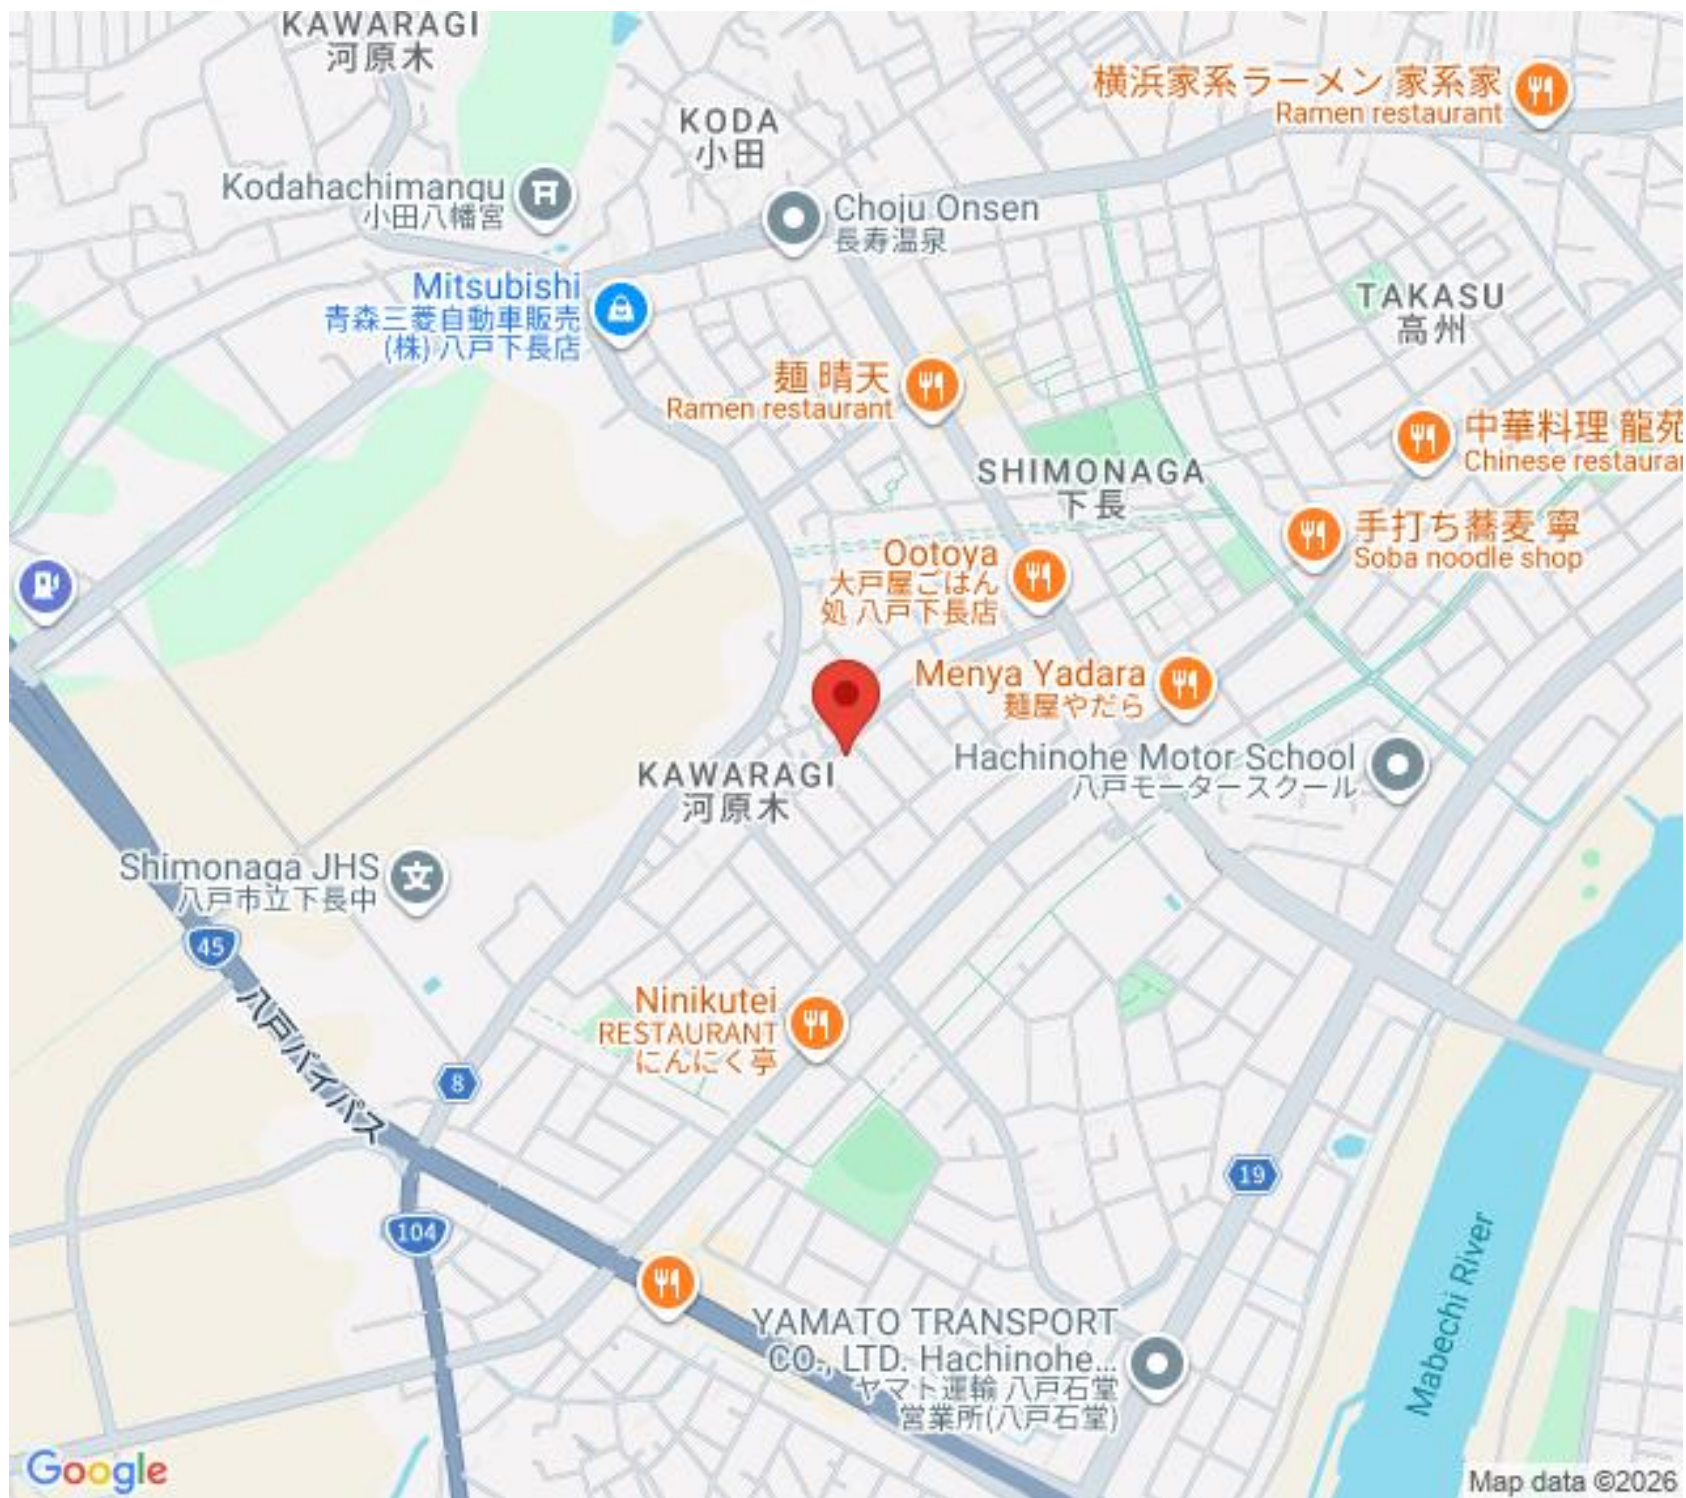 KAWARAGI
河原木
横浜家系ラーメン 家系家
Ramen restaurant
KODA
小田
Kodahachimangu
小田八幡宮
Choju Onsen
長寿温泉
Mitsubishi
青森三菱自動車販売
(株) 八戸下長店
TAKASU
高州
麺 晴天
Ramen restaurant
中華料理 龍苑
Chinese restauran
SHIMONAGA
下長
手打ち蕎麦 寧
Soba noodle shop
Ootoya
大戸屋ごはん
処 八戸下長店
Menya Yadara
麺屋やだら
Hachinohe Motor School
八戸モータースクール
KAWARAGI
河原木
Shimonaga JHS
八戸市立下長中
文
45
八戸バイパス
Ninikutei
RESTAURANT
にんにく亭
8
19
104
Mabechi River
YAMATO TRANSPORT
CO., LTD. Hachinohe...
ヤマト運輸 八戸石堂
営業所(八戸石堂)
Google
Map data ©2026